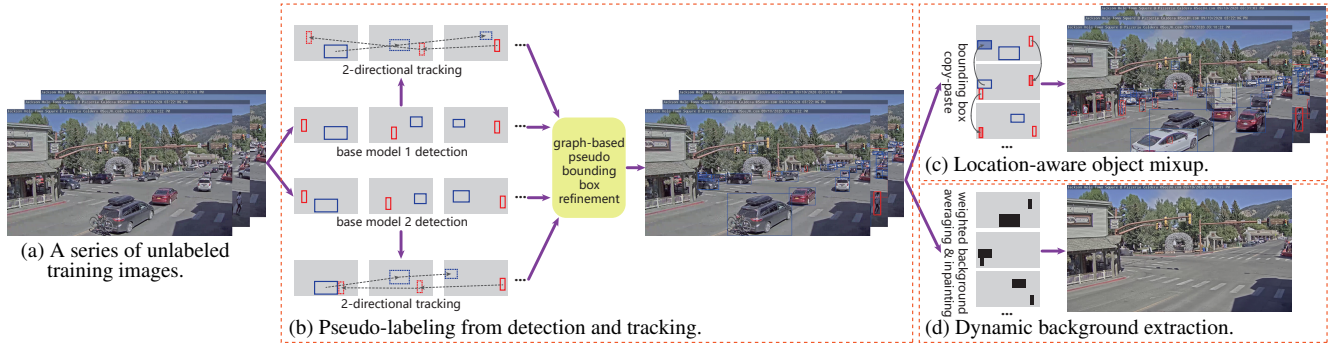 (a) A series of unlabeled
training images.
2-directional tracking
base model 1 detection
base model 2 detection
2-directional tracking
...
...
...
...
graph-based
pseudo
bounding
box
refinement
(b) Pseudo-labeling from detection and tracking.
bounding box
copy-paste
...
(c) Location-aware object mixup.
weighted background
averaging & inpainting
...
(d) Dynamic background extraction.